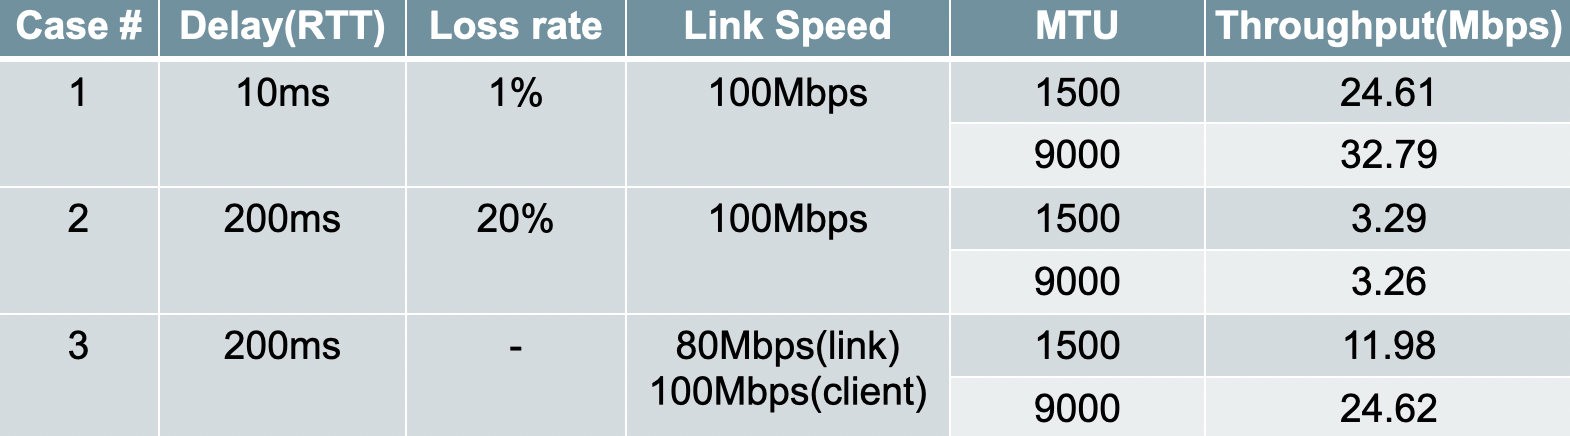 Case # Delay(RTT) Loss rate Link Speed MTU Throughput(Mbps)
1 10ms 1% 100Mbps 1500 24.61
9000 32.79
2 200ms 20% 100Mbps 1500 3.29
9000 3.26
3 200ms - 80Mbps(link) 1500 11.98
100Mbps(client)
9000 24.62